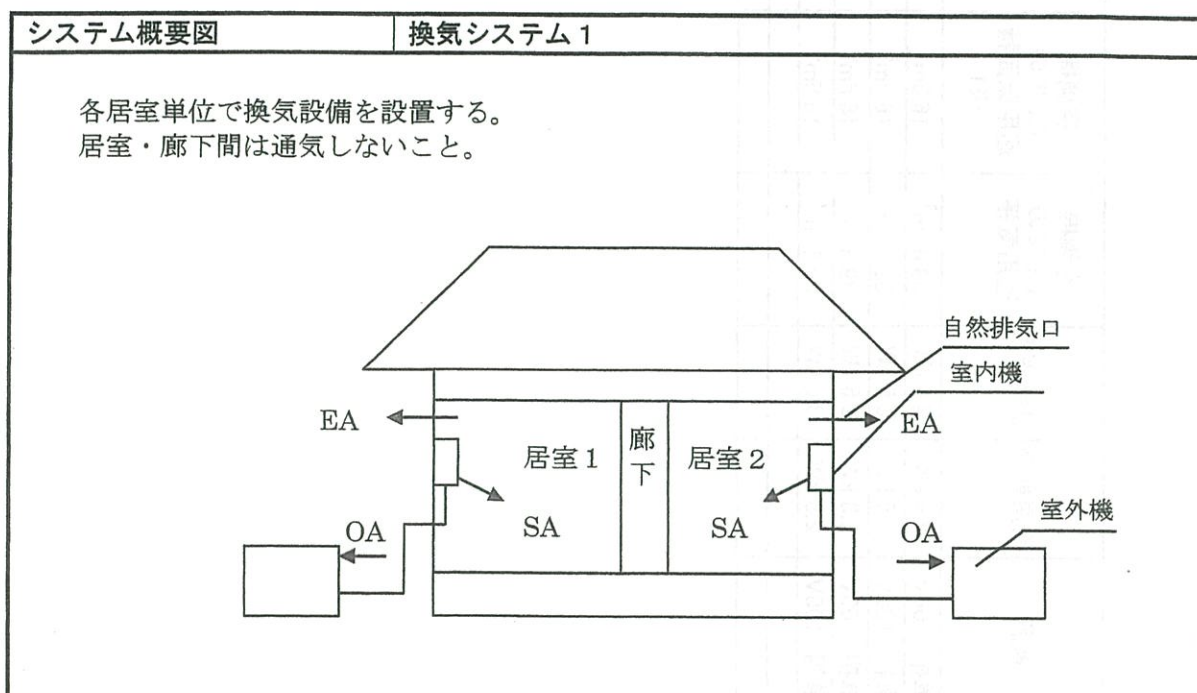 システム概要図
換気システム1
各居室単位で換気設備を設置する。
居室・廊下間は通気しないこと。
自然排気口
室内機
EA
EA
居室1
廊下
居室2
SA
SA
OA
OA
室外機